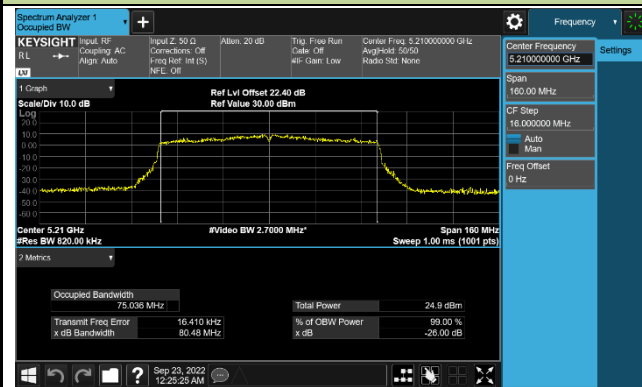 Spectrum Analyzer 1
Occupied BW
Frequency
KEYSIGHT
RL
LXI
Input: RF
Coupling: AC
Align: Auto
Input Z: 50 Ω
Corrections: Off
Freq Ref: Int (S)
NFE: Off
Atten: 20 dB
Trig: Free Run
Gate: Off
#IF Gain: Low
Center Freq: 5.210000000 GHz
Avg|Hold: 50/50
Radio Std: None
Center Frequency
5.210000000 GHz
Settings
Span
160.00 MHz
CF Step
16.000000 MHz
Auto
Man
Freq Offset
0 Hz
1 Graph
Scale/Div 10.0 dB
Ref Lvl Offset 22.40 dB
Ref Value 30.00 dBm
Log
20.0
10.0
0.00
-10.0
-20.0
-30.0
-40.0
-50.0
-60.0
Center 5.21 GHz
#Video BW 2.7000 MHz*
Span 160 MHz
#Res BW 820.00 kHz
Sweep 1.00 ms (1001 pts)
2 Metrics
Occupied Bandwidth
75.036 MHz
Total Power
24.9 dBm
Transmit Freq Error
16.410 kHz
% of OBW Power
99.00 %
x dB Bandwidth
80.48 MHz
x dB
-26.00 dB
?
Sep 23, 2022
12:25:25 AM